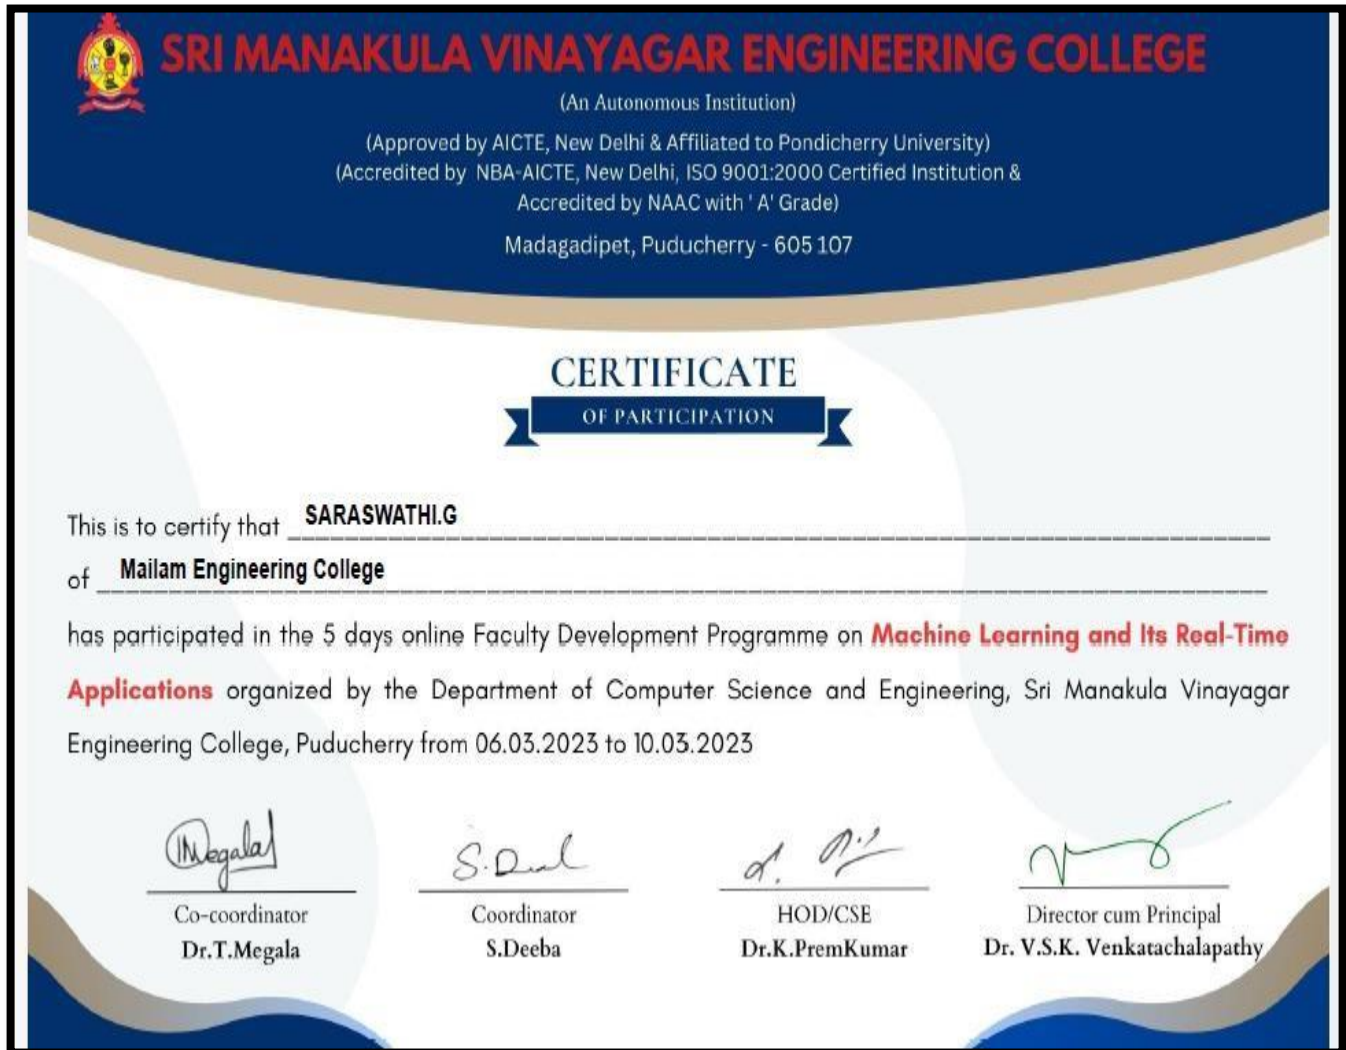 SRI MANAKULA VINAYAGAR ENGINEERING COLLEGE
(An Autonomous Institution)
(Approved by AICTE, New Delhi & Affiliated to Pondicherry University)
(Accredited by NBA-AICTE, New Delhi, ISO 9001:2000 Certified Institution &
Accredited by NAAC with ' A' Grade)
Madagadipet, Puducherry - 605 107
CERTIFICATE
OF PARTICIPATION
This is to certify that SARASWATHI.G
of Mailam Engineering College
has participated in the 5 days online Faculty Development Programme on Machine Learning and Its Real-Time
Applications organized by the Department of Computer Science and Engineering, Sri Manakula Vinayagar
Engineering College, Puducherry from 06.03.2023 to 10.03.2023
TMegala S.Deeba
Co-coordinator Coordinator HOD/CSE Director cum Principal
Dr.T.Megala S.Deeba Dr.K.PremKumar Dr. V.S.K. Venkatachalapathy